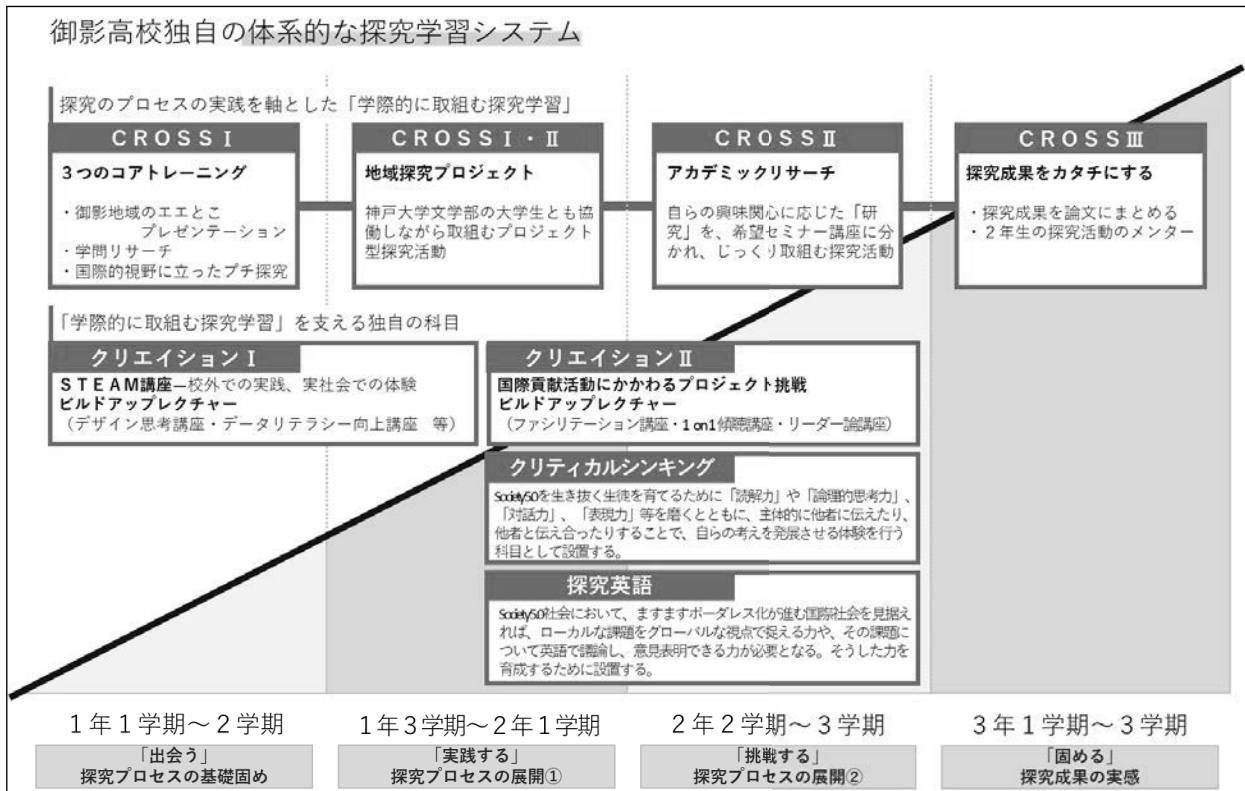 御影高校独自の体系的な探究学習システム
探究のプロセスの実践を軸とした「学際的に取組む探究学習」
CROSSⅠ
3つのコアトレーニング
・御影地域のエエとこ
プレゼンテーション
・学問リサーチ
・国際的視野に立ったプチ探究
CROSSⅠ・Ⅱ
地域探究プロジェクト
神戸大学文学部の大学生とも協
働しながら取組むプロジェクト
型探究活動
CROSSⅡ
アカデミックリサーチ
自らの興味関心に応じた「研
究」を、希望セミナー講座に分
かれ、じっくり取組む探究活動
CROSSⅢ
探究成果をカタチにする
・探究成果を論文にまとめる
・2年生の探究活動のメンター
「学際的に取組む探究学習」を支える独自の科目
クリエイションⅠ
STEAM講座―校外での実践、実社会での体験
ビルドアップレクチャー
（デザイン思考講座・データリテラシー向上講座 等）
クリエイションⅡ
国際貢献活動にかかわるプロジェクト挑戦
ビルドアップレクチャー
（ファシリテーション講座・1on1傾聴講座・リーダー論講座）
クリティカルシンキング
Society5.0を生き抜く生徒を育てるために「読解力」や「論理的思考力」、
「対話力」、「表現力」等を磨くとともに、主体的に他者に伝えたり、
他者と伝え合ったりすることで、自らの考えを発展させる体験を行う
科目として設置する。
探究英語
Society5.0社会において、ますますボーダレス化が進む国際社会を見据え
れば、ローカルな課題をグローバルな視点で捉える力や、その課題に
ついて英語で議論し、意見表明できる力が必要となる。そうした力を
育成するために設置する。
1年1学期～2学期
「出会う」
探究プロセスの基礎固め
1年3学期～2年1学期
「実践する」
探究プロセスの展開①
2年2学期～3学期
「挑戦する」
探究プロセスの展開②
3年1学期～3学期
「固める」
探究成果の実感